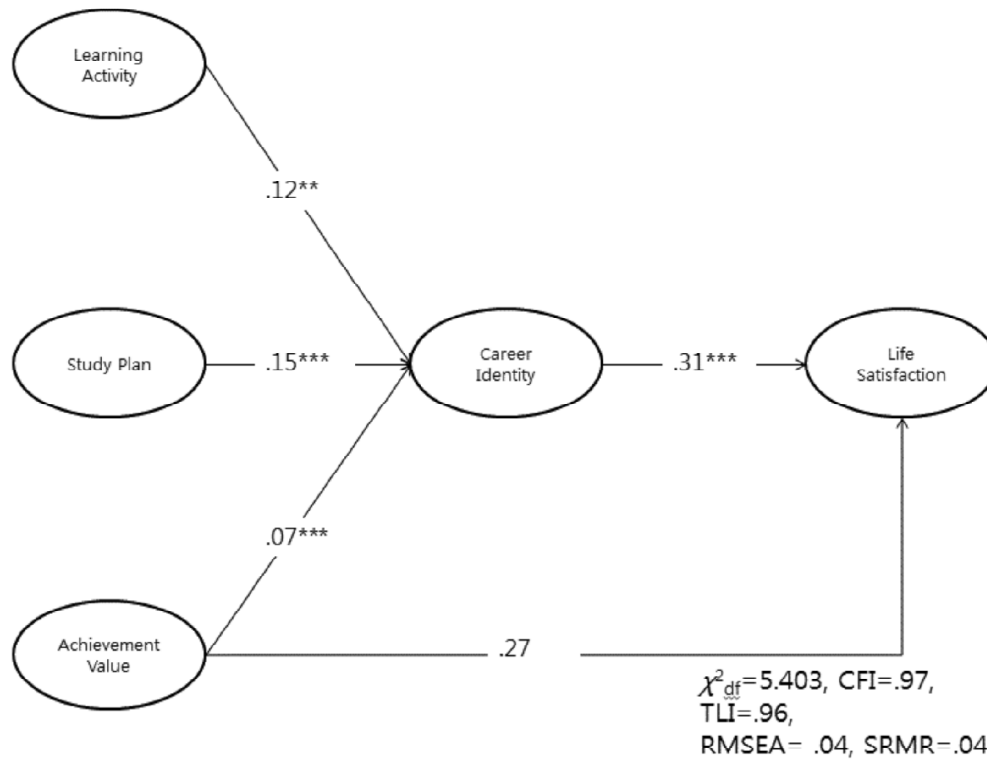 Learning
Activity
.12**
Study Plan
.15***
Career
Identity
.31***
Life
Satisfaction
.07***
Achievement
Value
.27
χ²df=5.403, CFI=.97,
TLI=.96,
RMSEA= .04, SRMR=.04